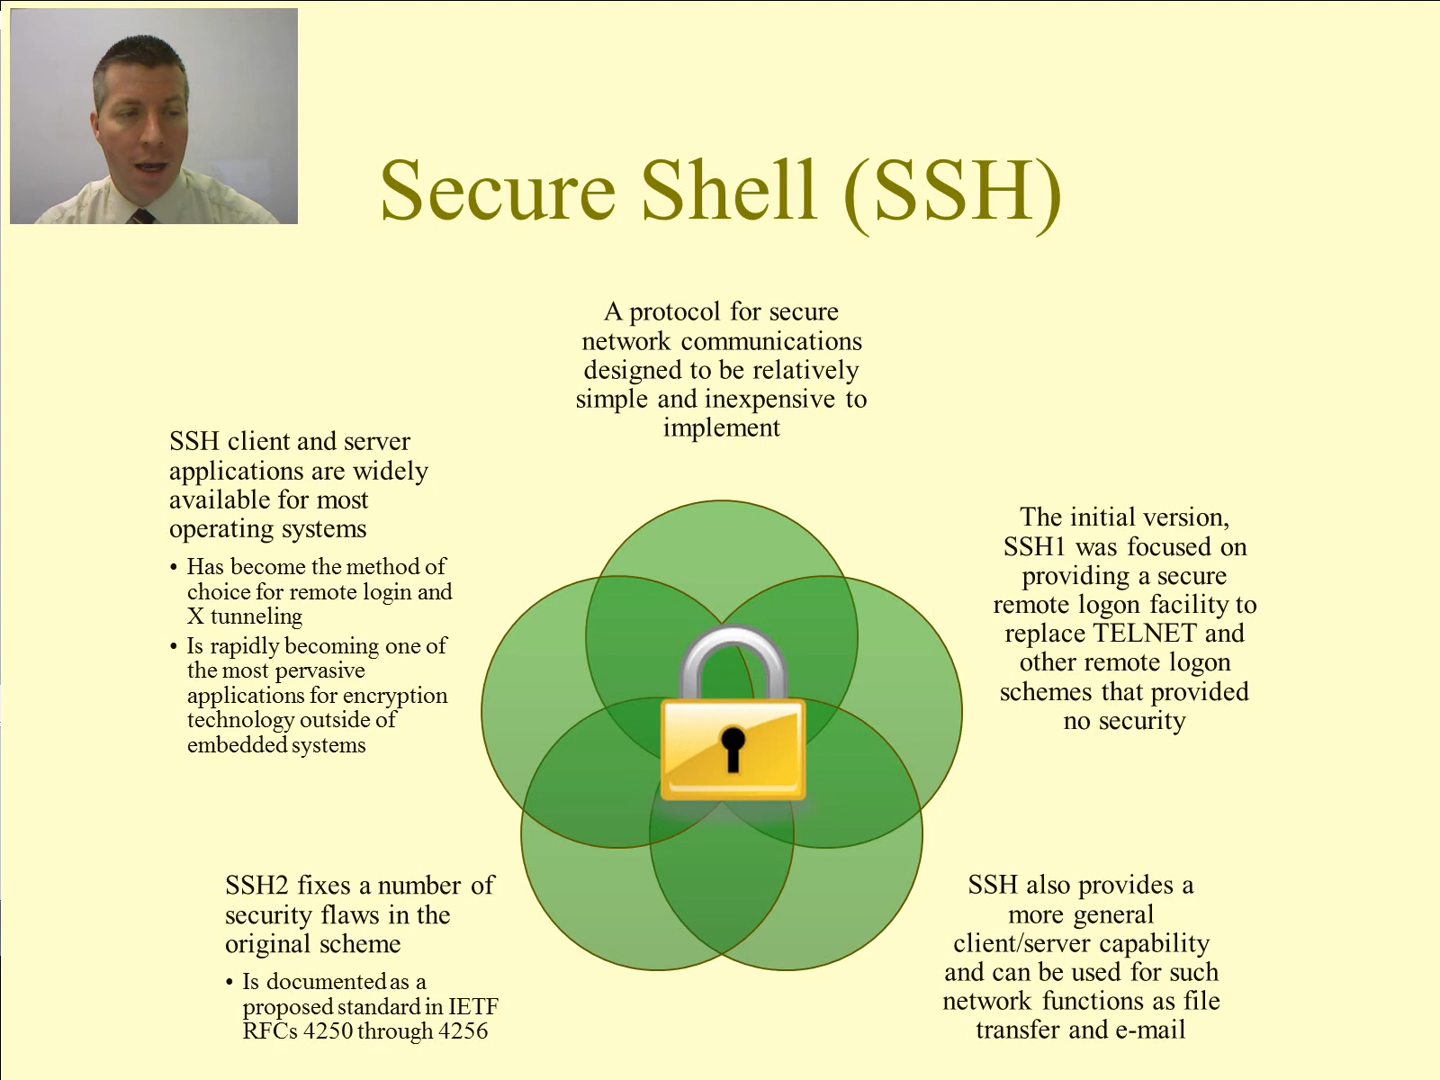 Secure Shell (SSH)
A protocol for secure
network communications
designed to be relatively
simple and inexpensive to
implement
SSH client and server
applications are widely
available for most
operating systems
• Has become the method of
choice for remote login and
X tunneling
• Is rapidly becoming one of
the most pervasive
applications for encryption
technology outside of
embedded systems
The initial version,
SSH1 was focused on
providing a secure
remote logon facility to
replace TELNET and
other remote logon
schemes that provided
no security
SSH2 fixes a number of
security flaws in the
original scheme
• Is documented as a
proposed standard in IETF
RFCs 4250 through 4256
SSH also provides a
more general
client/server capability
and can be used for such
network functions as file
transfer and e-mail